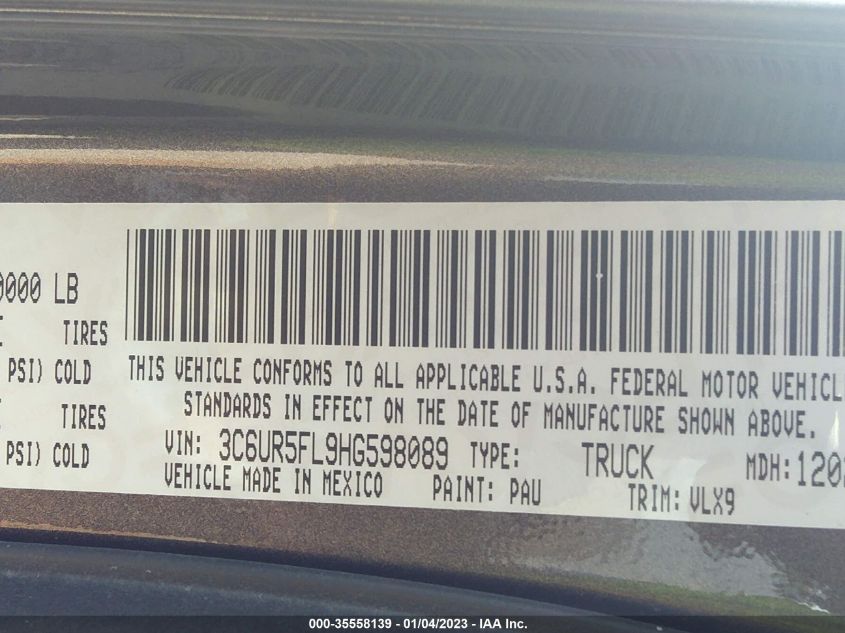 0000 LB
TIRES
PSI) COLD
TIRES
PSI) COLD
THIS VEHICLE CONFORMS TO ALL APPLICABLE U.S.A. FEDERAL MOTOR VEHICL
STANDARDS IN EFFECT ON THE DATE OF MANUFACTURE SHOWN ABOVE.
VIN: 3C6UR5FL9HG598089 TYPE: TRUCK MDH: 1202
VEHICLE MADE IN MEXICO PAINT: PAU TRIM: VLX9
000-35558139 - 01/04/2023 - IAA Inc.